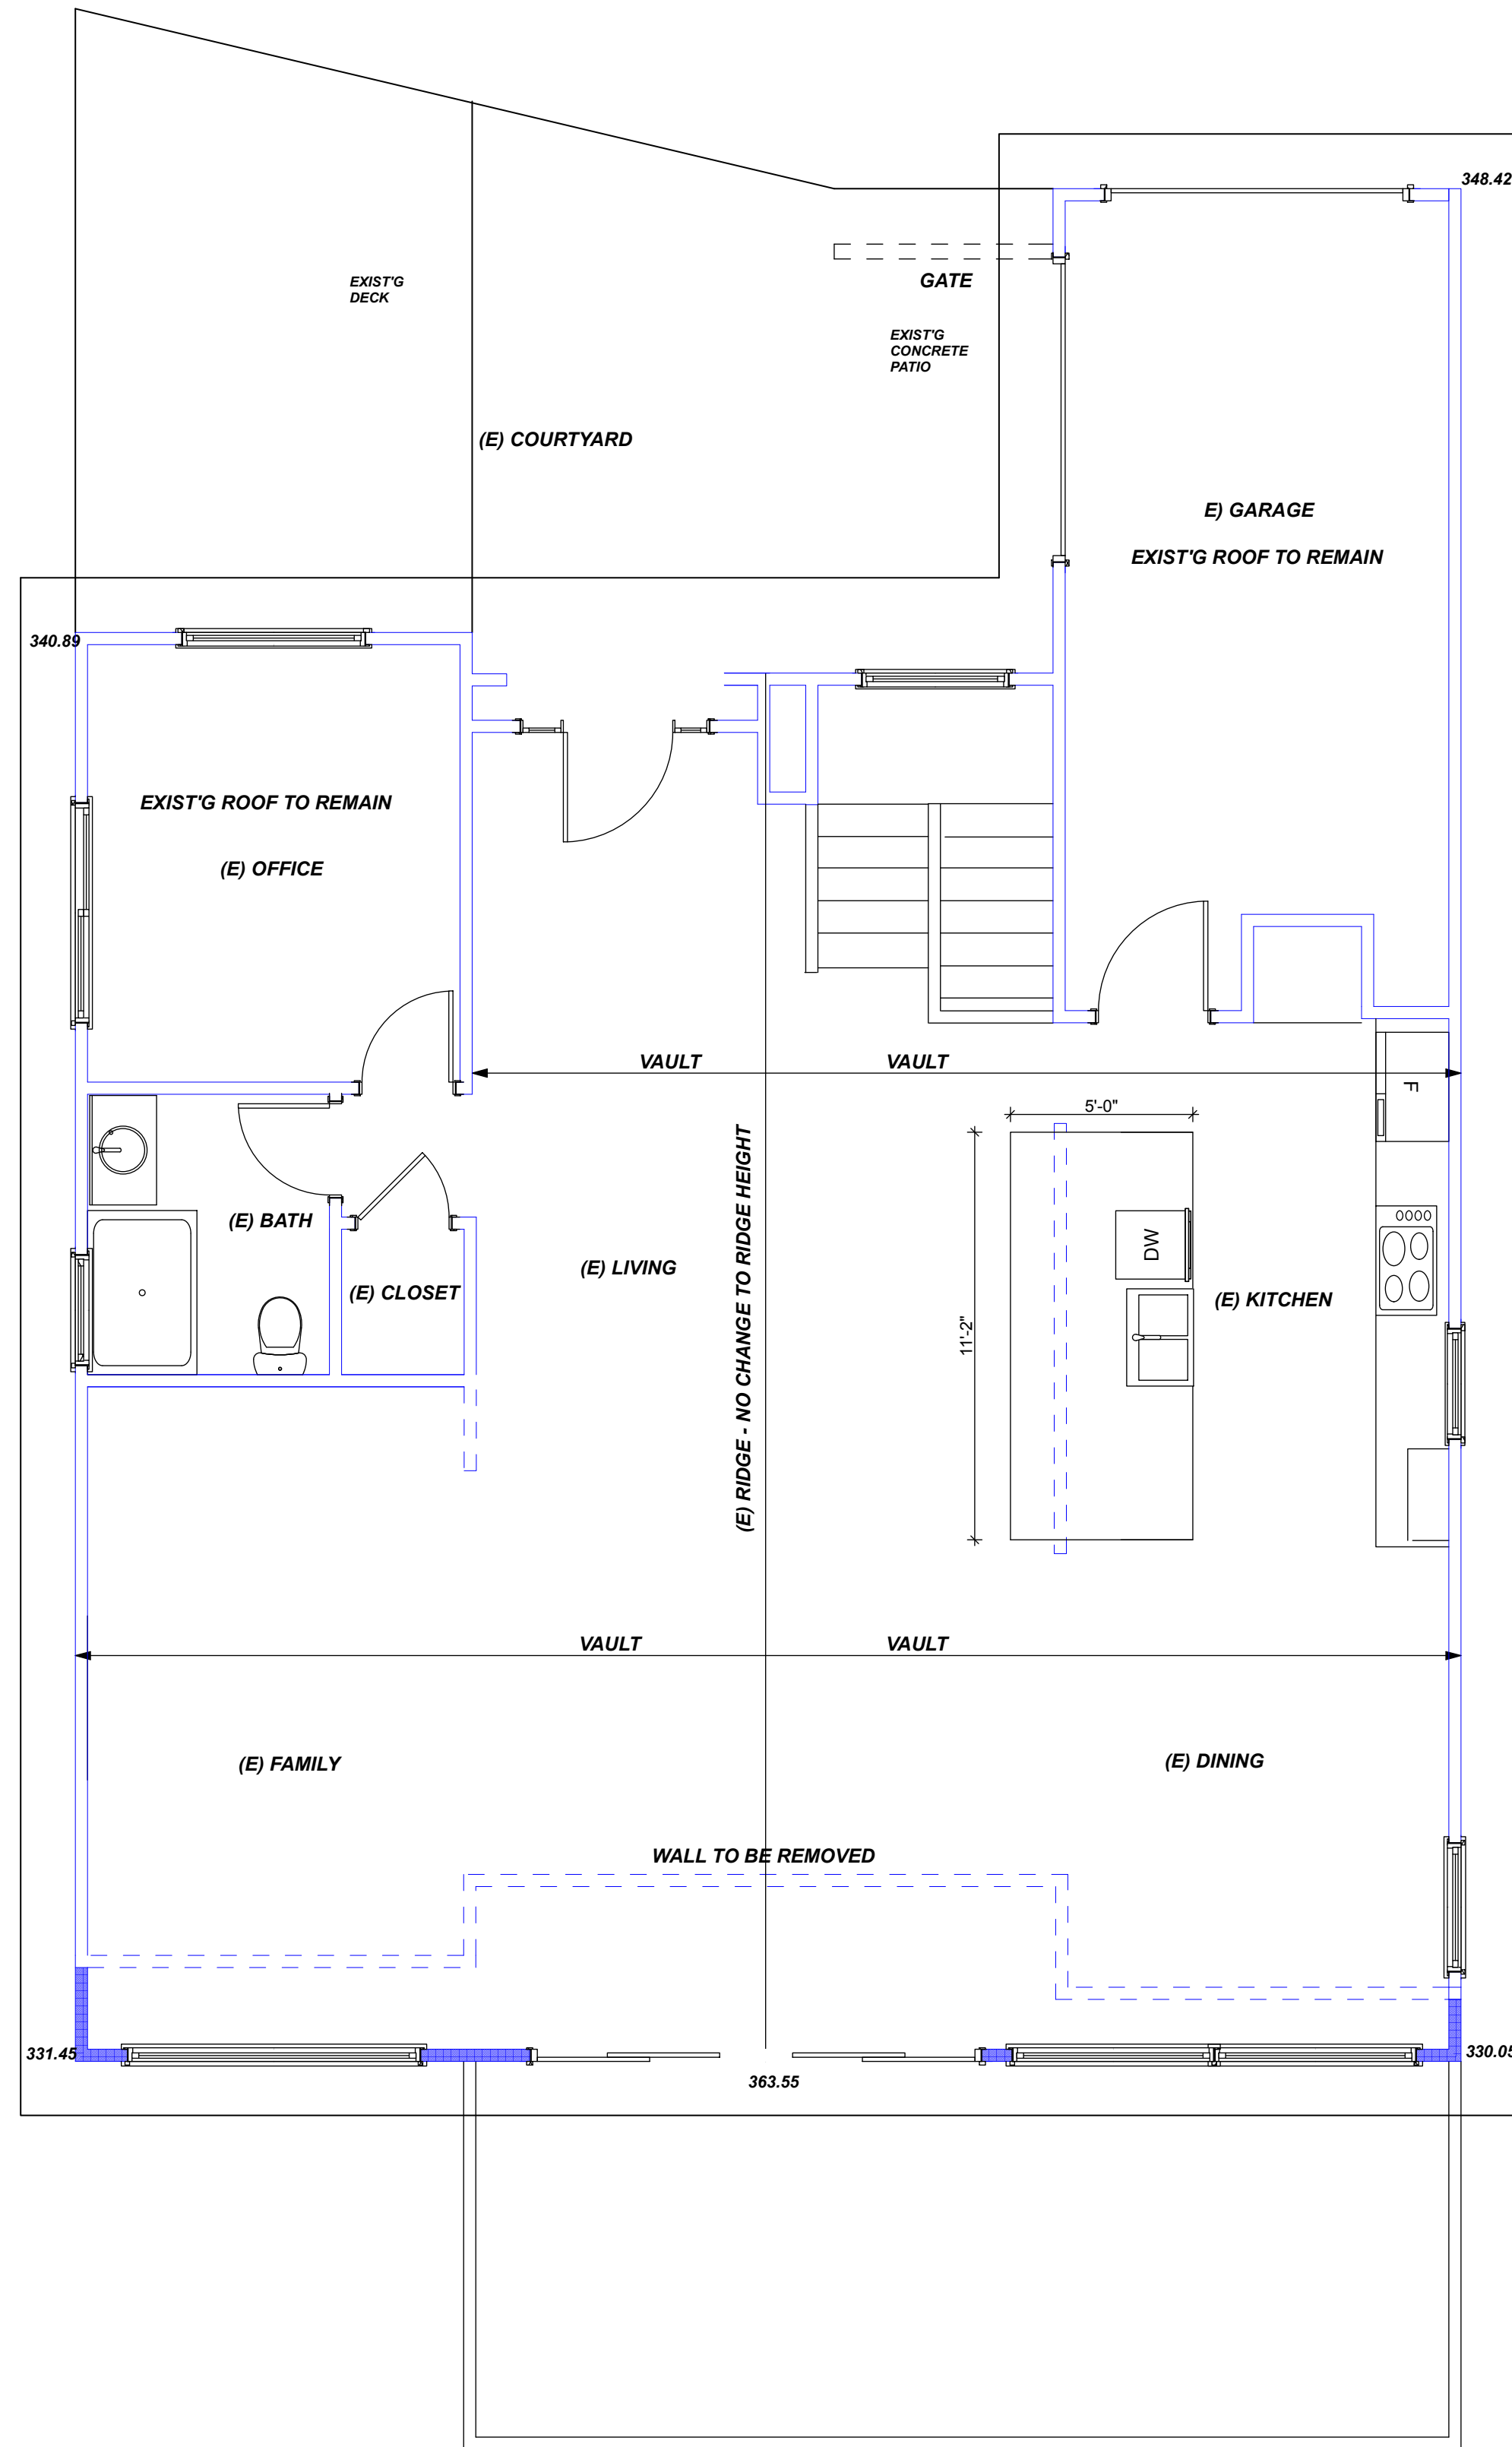 348.42
EXIST'G
DECK
GATE
EXIST'G
CONCRETE
PATIO
(E) COURTYARD
E) GARAGE
EXIST'G ROOF TO REMAIN
340.89
EXIST'G ROOF TO REMAIN
(E) OFFICE
VAULT
VAULT
F
5'-0"
(E) RIDGE - NO CHANGE TO RIDGE HEIGHT
(E) BATH
DW
(E) LIVING
(E) CLOSET
(E) KITCHEN
11'-2"
VAULT
VAULT
(E) FAMILY
(E) DINING
WALL TO BE REMOVED
331.45
330.05
363.55